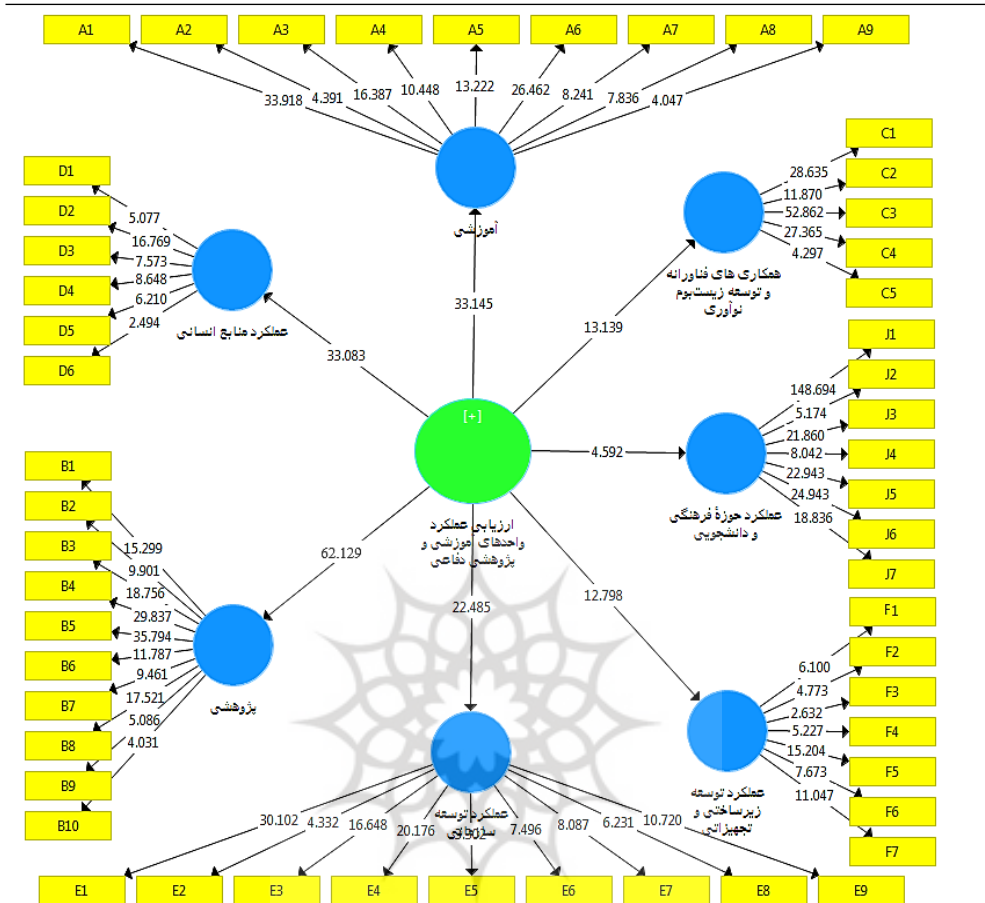 A1 A2 A3 A4 A5 A6 A7 A8 A9
33.918 4.391 16.387 10.448 13.222 26.462 8.241 7.836 4.047
آموزشی
33.145
D1
D2
D3
D4
D5
D6
5.077
16.769
7.573
8.648
6.210
2.494
عملکرد منابع انسانی
33.083
C1
C2
C3
C4
C5
28.635
11.870
52.862
27.365
4.297
همکاری های فناورانه
و توسعه زیست‌بوم
نوآوری
13.139
J1
J2
J3
J4
J5
J6
J7
148.694
5.174
21.860
8.042
22.943
24.943
18.836
عملکرد حوزهٔ فرهنگی
و دانشجویی
4.592
[+]
ارزیابی عملکرد
واحدهای آموزشی و
پژوهشی دفاعی
B1
B2
B3
B4
B5
B6
B7
B8
B9
B10
15.299
9.901
18.756
29.837
35.794
11.787
9.461
17.521
5.086
4.031
پژوهشی
62.129
22.485
12.798
F1
F2
F3
F4
F5
F6
F7
6.100
4.773
2.632
5.227
15.204
7.673
11.047
عملکرد توسعه
زیرساختی و
تجهیزاتی
عملکرد توسعه
سازمانی
30.102 4.332 16.648 20.176 7.496 8.087 6.231 10.720
E1 E2 E3 E4 E5 E6 E7 E8 E9